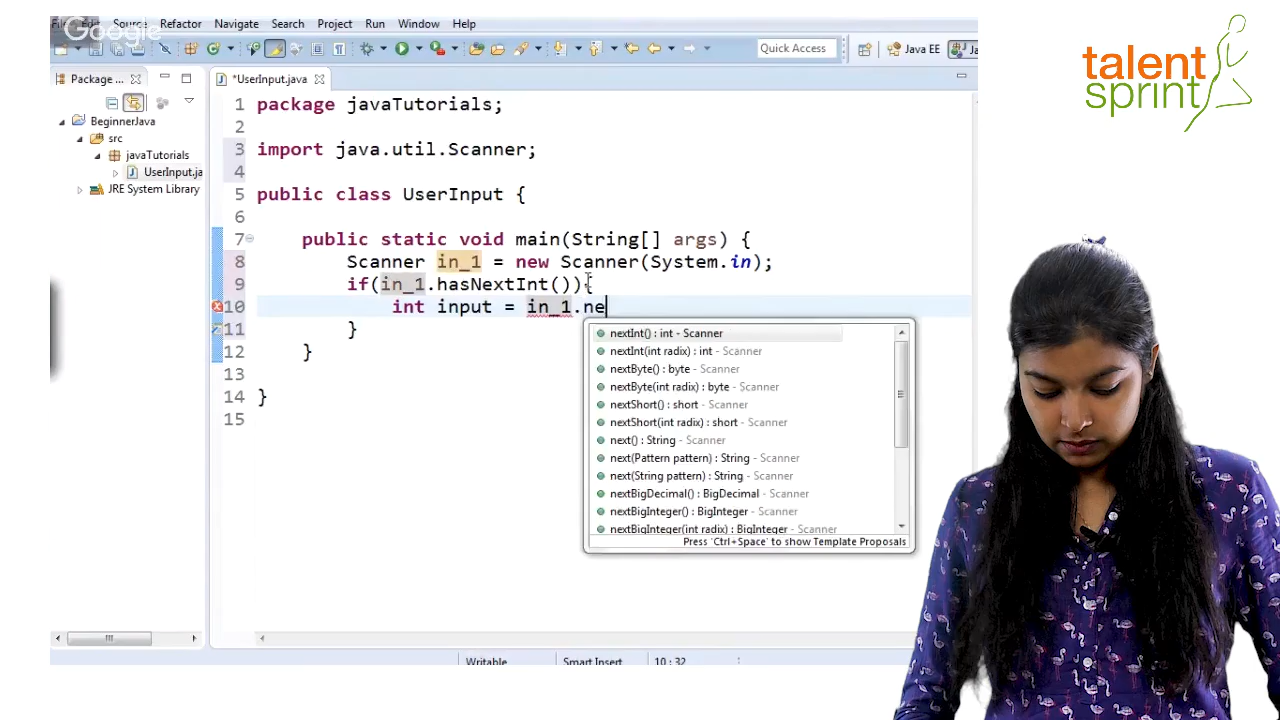 Google
File Edit Source Refactor Navigate Search Project Run Window Help
Quick Access
Java EE
Ja
Package ...
*UserInput.java
BeginnerJava
src
javaTutorials
UserInput.ja
JRE System Library
1 package javaTutorials;
2
3 import java.util.Scanner;
4
5 public class UserInput {
6
7 public static void main(String[] args) {
8 Scanner in_1 = new Scanner(System.in);
9 if(in_1.hasNextInt()){
10 int input = in_1.ne
11 }
12 }
13
14 }
15
nextInt() : int - Scanner
nextInt(int radix) : int - Scanner
nextByte() : byte - Scanner
nextByte(int radix) : byte - Scanner
nextShort() : short - Scanner
nextShort(int radix) : short - Scanner
next() : String - Scanner
next(Pattern pattern) : String - Scanner
next(String pattern) : String - Scanner
nextBigDecimal() : BigDecimal - Scanner
nextBigInteger() : BigInteger - Scanner
nextBigInteger(int radix) : BigInteger - Scanner
Press 'Ctrl+Space' to show Template Proposals
Writable
Smart Insert
10 : 32
talent
sprint